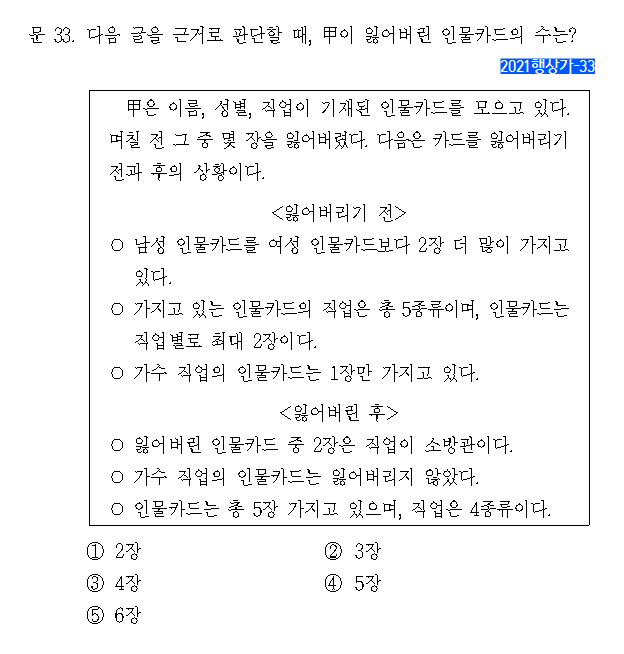 문 33. 다음 글을 근거로 판단할 때, 甲이 잃어버린 인물카드의 수는?
2021행상가-33
甲은 이름, 성별, 직업이 기재된 인물카드를 모으고 있다.
며칠 전 그 중 몇 장을 잃어버렸다. 다음은 카드를 잃어버리기
전과 후의 상황이다.
<잃어버리기 전>
○ 남성 인물카드를 여성 인물카드보다 2장 더 많이 가지고
있다.
○ 가지고 있는 인물카드의 직업은 총 5종류이며, 인물카드는
직업별로 최대 2장이다.
○ 가수 직업의 인물카드는 1장만 가지고 있다.
<잃어버린 후>
○ 잃어버린 인물카드 중 2장은 직업이 소방관이다.
○ 가수 직업의 인물카드는 잃어버리지 않았다.
○ 인물카드는 총 5장 가지고 있으며, 직업은 4종류이다.
① 2장 ② 3장
③ 4장 ④ 5장
⑤ 6장